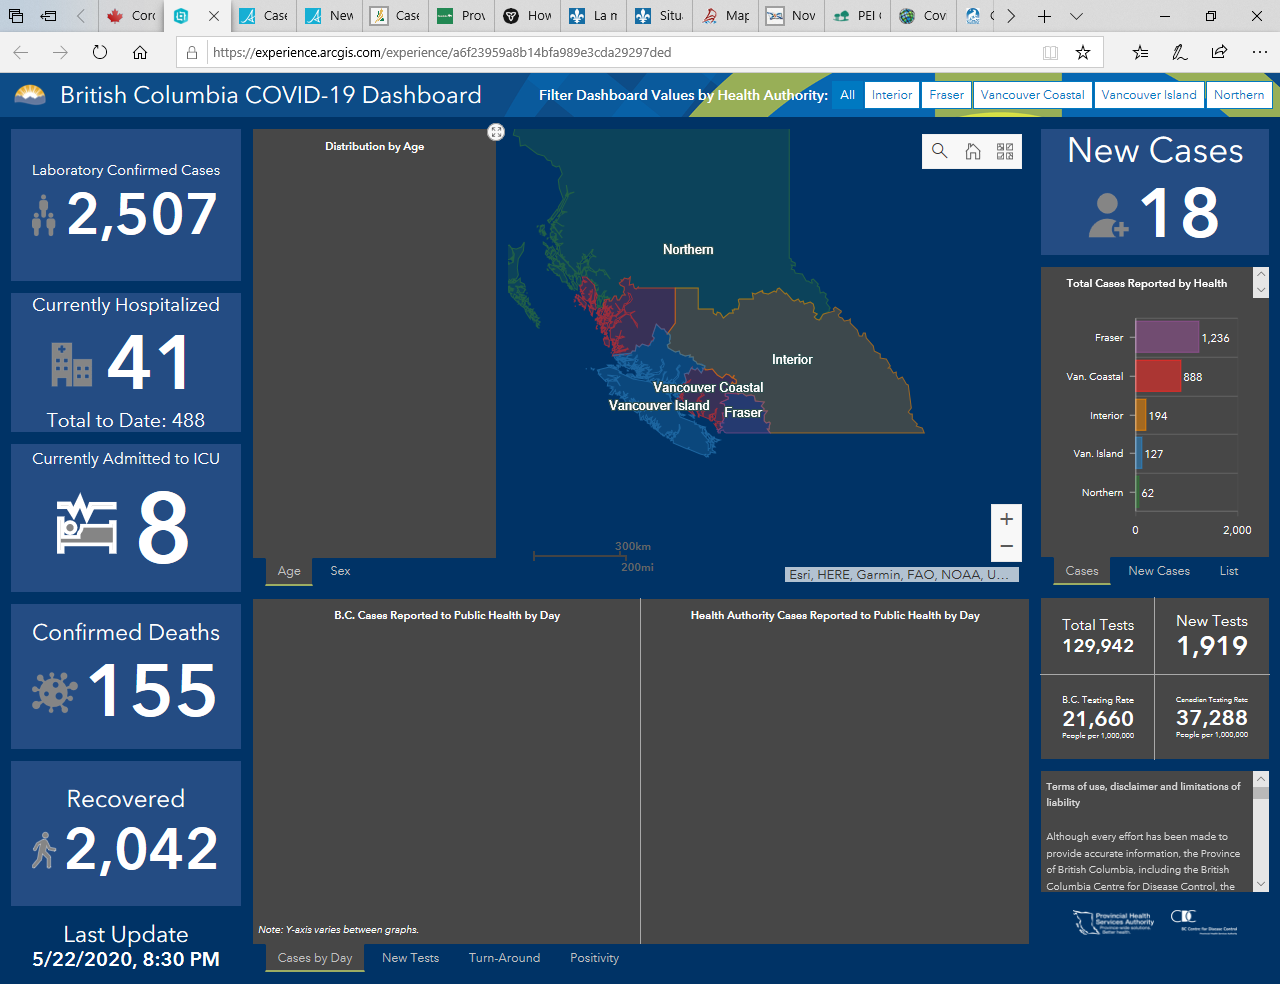 Corc
Case
New
Case
Prov
How
La m
Situa
Map
Nov
PEI C
Covi
https://experience.arcgis.com/experience/a6f23959a8b14bfa989e3cda29297ded
British Columbia COVID-19 Dashboard
Filter Dashboard Values by Health Authority:
All
Interior
Fraser
Vancouver Coastal
Vancouver Island
Northern
Laboratory Confirmed Cases
2,507
Currently Hospitalized
41
Total to Date: 488
Currently Admitted to ICU
8
Confirmed Deaths
155
Recovered
2,042
Last Update
5/22/2020, 8:30 PM
Distribution by Age
Age
Sex
Northern
Interior
Vancouver Coastal
Vancouver Island
Fraser
300km
200mi
Esri, HERE, Garmin, FAO, NOAA, U...
B.C. Cases Reported to Public Health by Day
Health Authority Cases Reported to Public Health by Day
Note: Y-axis varies between graphs.
Cases by Day
New Tests
Turn-Around
Positivity
New Cases
18
Total Cases Reported by Health
Fraser
1,236
Van. Coastal
888
Interior
194
Van. Island
127
Northern
62
0
2,000
Cases
New Cases
List
Total Tests
129,942
New Tests
1,919
B.C. Testing Rate
21,660
People per 1,000,000
Canadian Testing Rate
37,288
People per 1,000,000
Terms of use, disclaimer and limitations of
liability
Although every effort has been made to
provide accurate information, the Province
of British Columbia, including the British
Columbia Centre for Disease Control, the
Provincial Health
Services Authority
Province-wide solutions.
Better health.
BC Centre for Disease Control